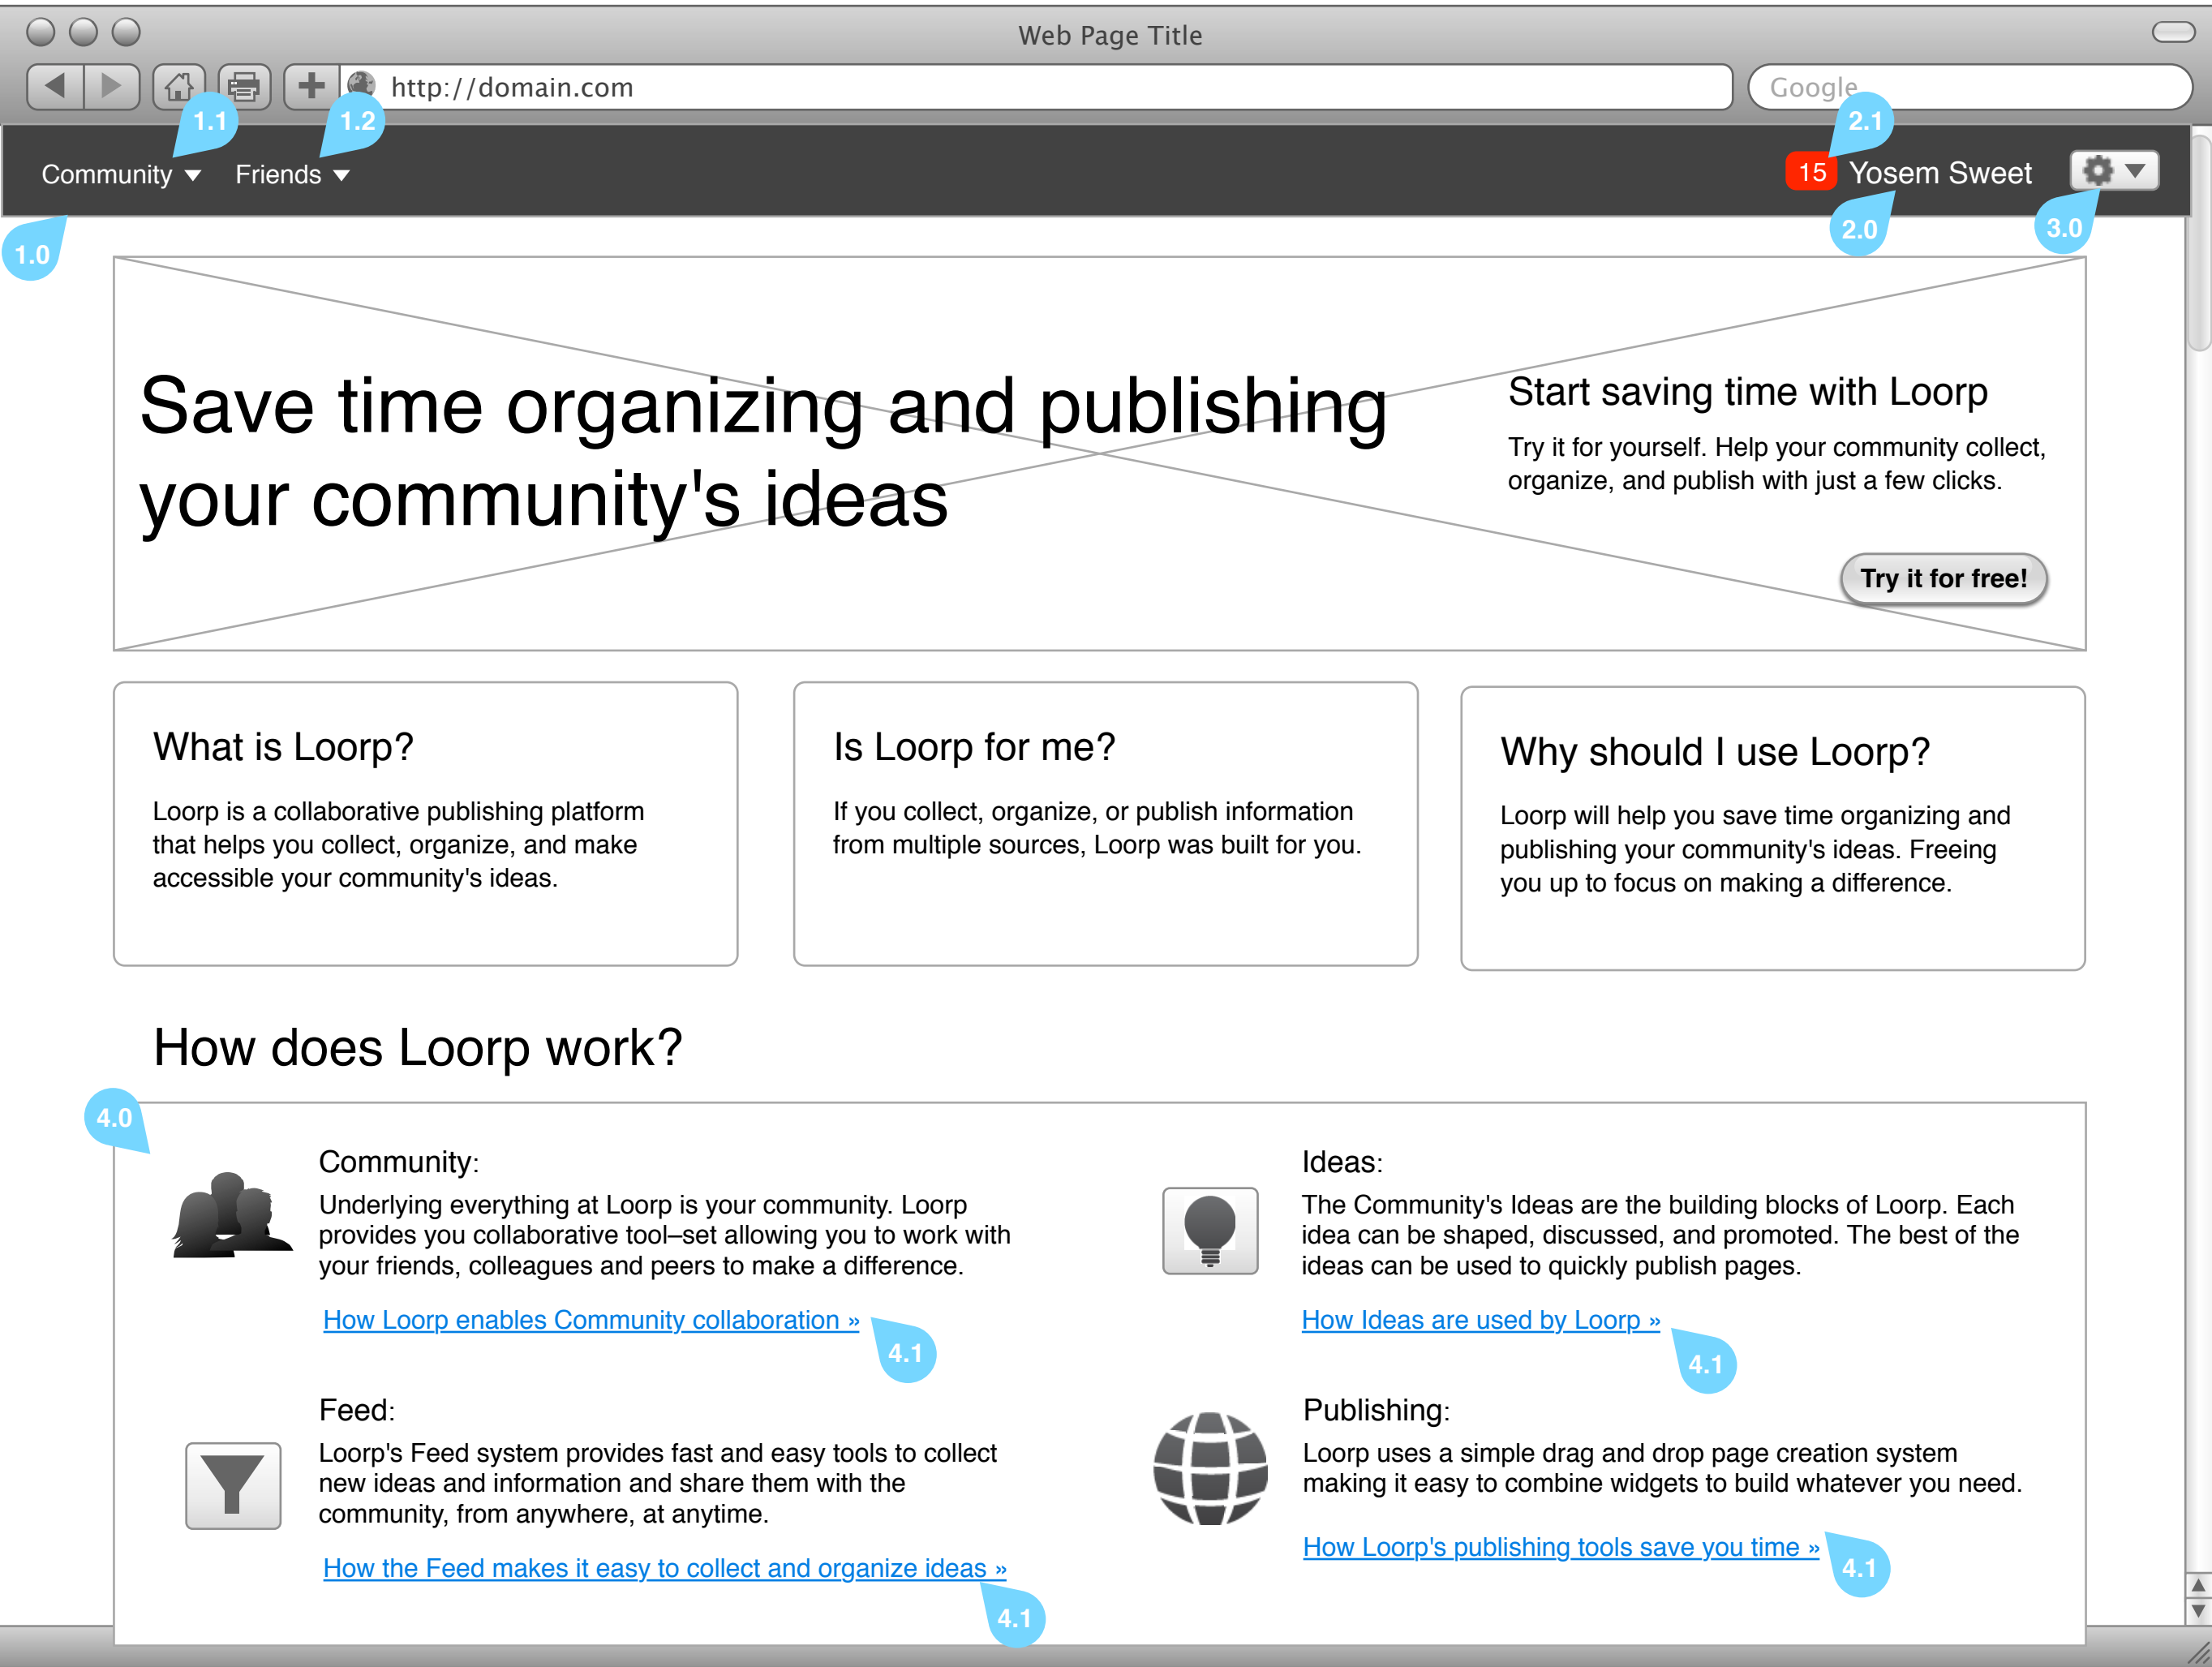 Web Page Title
http://domain.com
Google
1.1
1.2
2.1
Community
Friends
15
Yosem Sweet
1.0
2.0
3.0
Save time organizing and publishing
your community's ideas
Start saving time with Loorp
Try it for yourself. Help your community collect,
organize, and publish with just a few clicks.
Try it for free!
What is Loorp?
Loorp is a collaborative publishing platform
that helps you collect, organize, and make
accessible your community's ideas.
Is Loorp for me?
If you collect, organize, or publish information
from multiple sources, Loorp was built for you.
Why should I use Loorp?
Loorp will help you save time organizing and
publishing your community's ideas. Freeing
you up to focus on making a difference.
How does Loorp work?
4.0
Community:
Underlying everything at Loorp is your community. Loorp
provides you collaborative tool–set allowing you to work with
your friends, colleagues and peers to make a difference.
How Loorp enables Community collaboration »
4.1
Ideas:
The Community's Ideas are the building blocks of Loorp. Each
idea can be shaped, discussed, and promoted. The best of the
ideas can be used to quickly publish pages.
How Ideas are used by Loorp »
4.1
Feed:
Loorp's Feed system provides fast and easy tools to collect
new ideas and information and share them with the
community, from anywhere, at anytime.
How the Feed makes it easy to collect and organize ideas »
4.1
Publishing:
Loorp uses a simple drag and drop page creation system
making it easy to combine widgets to build whatever you need.
How Loorp's publishing tools save you time »
4.1